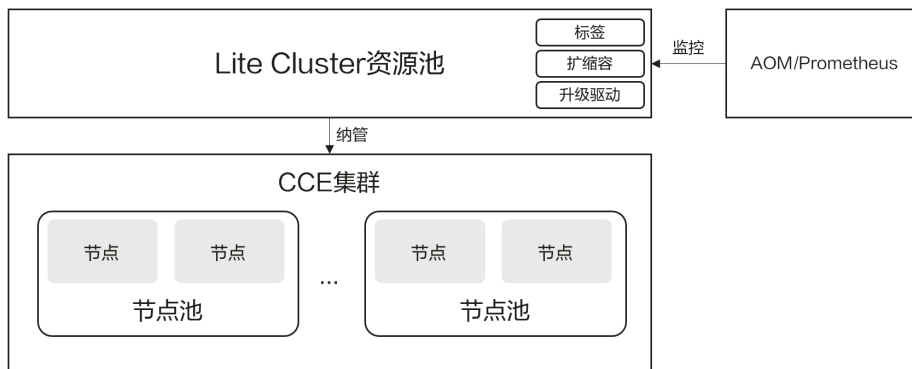 Lite Cluster资源池
标签
扩缩容
升级驱动
监控
AOM/Prometheus
纳管
CCE集群
节点
节点
节点池
...
节点
节点
节点池